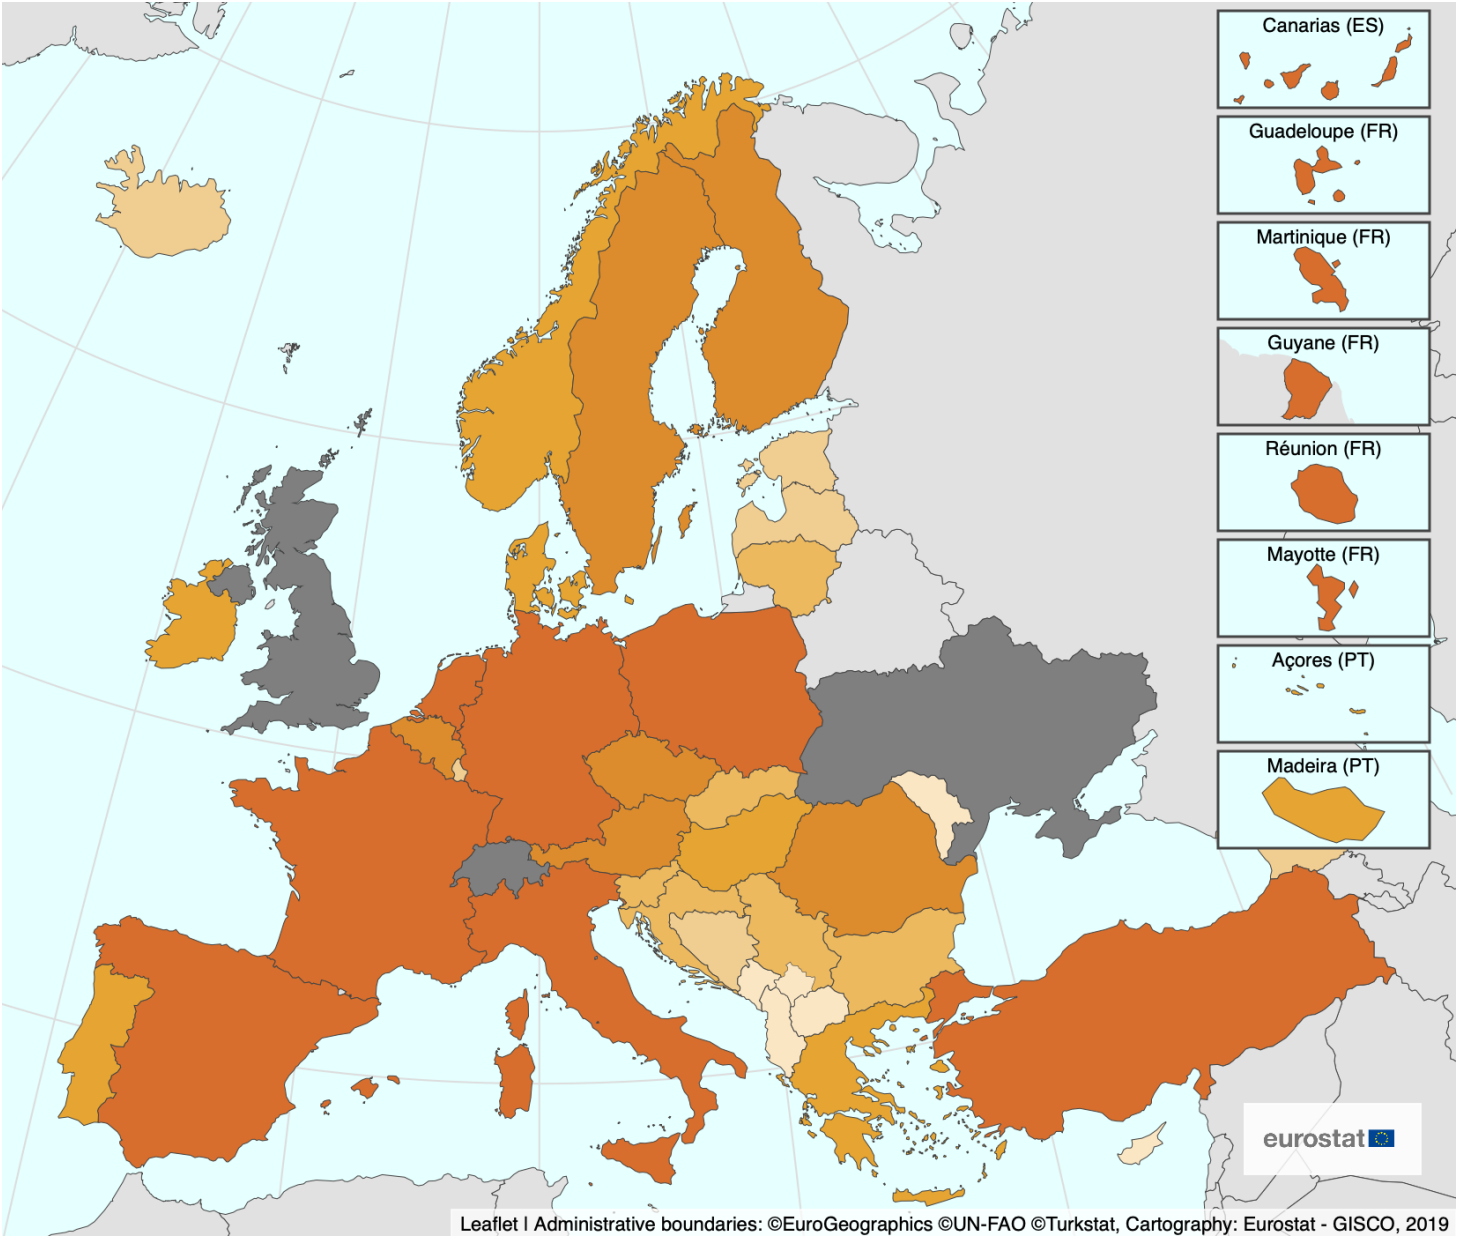 Canarias (ES)
Guadeloupe (FR)
Martinique (FR)
Guyane (FR)
Réunion (FR)
Mayotte (FR)
Açores (PT)
Madeira (PT)
eurostat
Leaflet | Administrative boundaries: ©EuroGeographics ©UN-FAO ©Turkstat, Cartography: Eurostat - GISCO, 2019